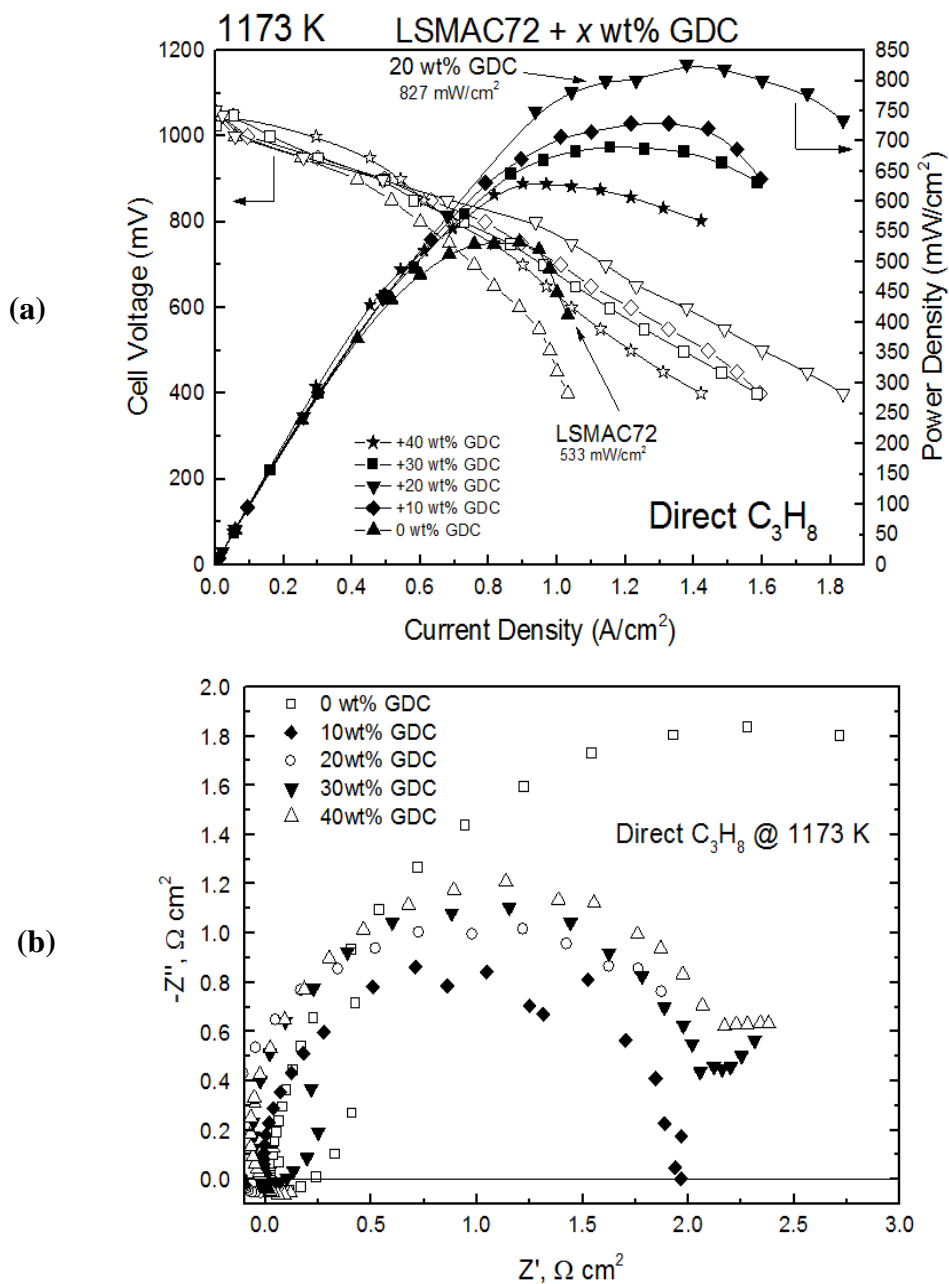 1173 K LSMAC72 + x wt% GDC
(a)
Cell Voltage (mV)
1200
1000
800
600
400
200
0
20 wt% GDC
827 mW/cm²
LSMAC72
533 mW/cm²
+40 wt% GDC
+30 wt% GDC
+20 wt% GDC
+10 wt% GDC
0 wt% GDC
Direct C₃H₈
850
800
750
700
650
600
550
500
450
400
350
300
250
200
150
100
50
0
Power Density (mW/cm²)
0.0 0.2 0.4 0.6 0.8 1.0 1.2 1.4 1.6 1.8
Current Density (A/cm²)
(b)
-Z'', Ω cm²
2.0
1.8
1.6
1.4
1.2
1.0
0.8
0.6
0.4
0.2
0.0
0 wt% GDC
10wt% GDC
20wt% GDC
30wt% GDC
40wt% GDC
Direct C₃H₈ @ 1173 K
0.0 0.5 1.0 1.5 2.0 2.5 3.0
Z', Ω cm²